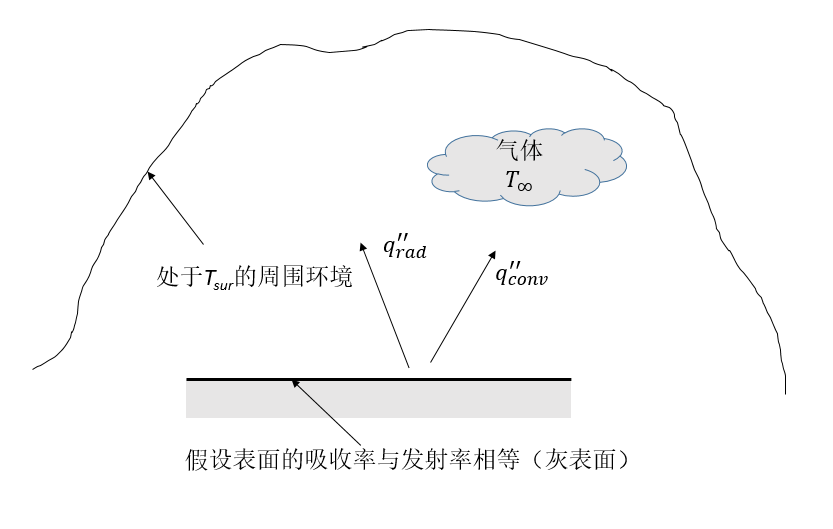 气体
T∞
q″rad
q″conv
处于Tsur的周围环境
假设表面的吸收率与发射率相等（灰表面）